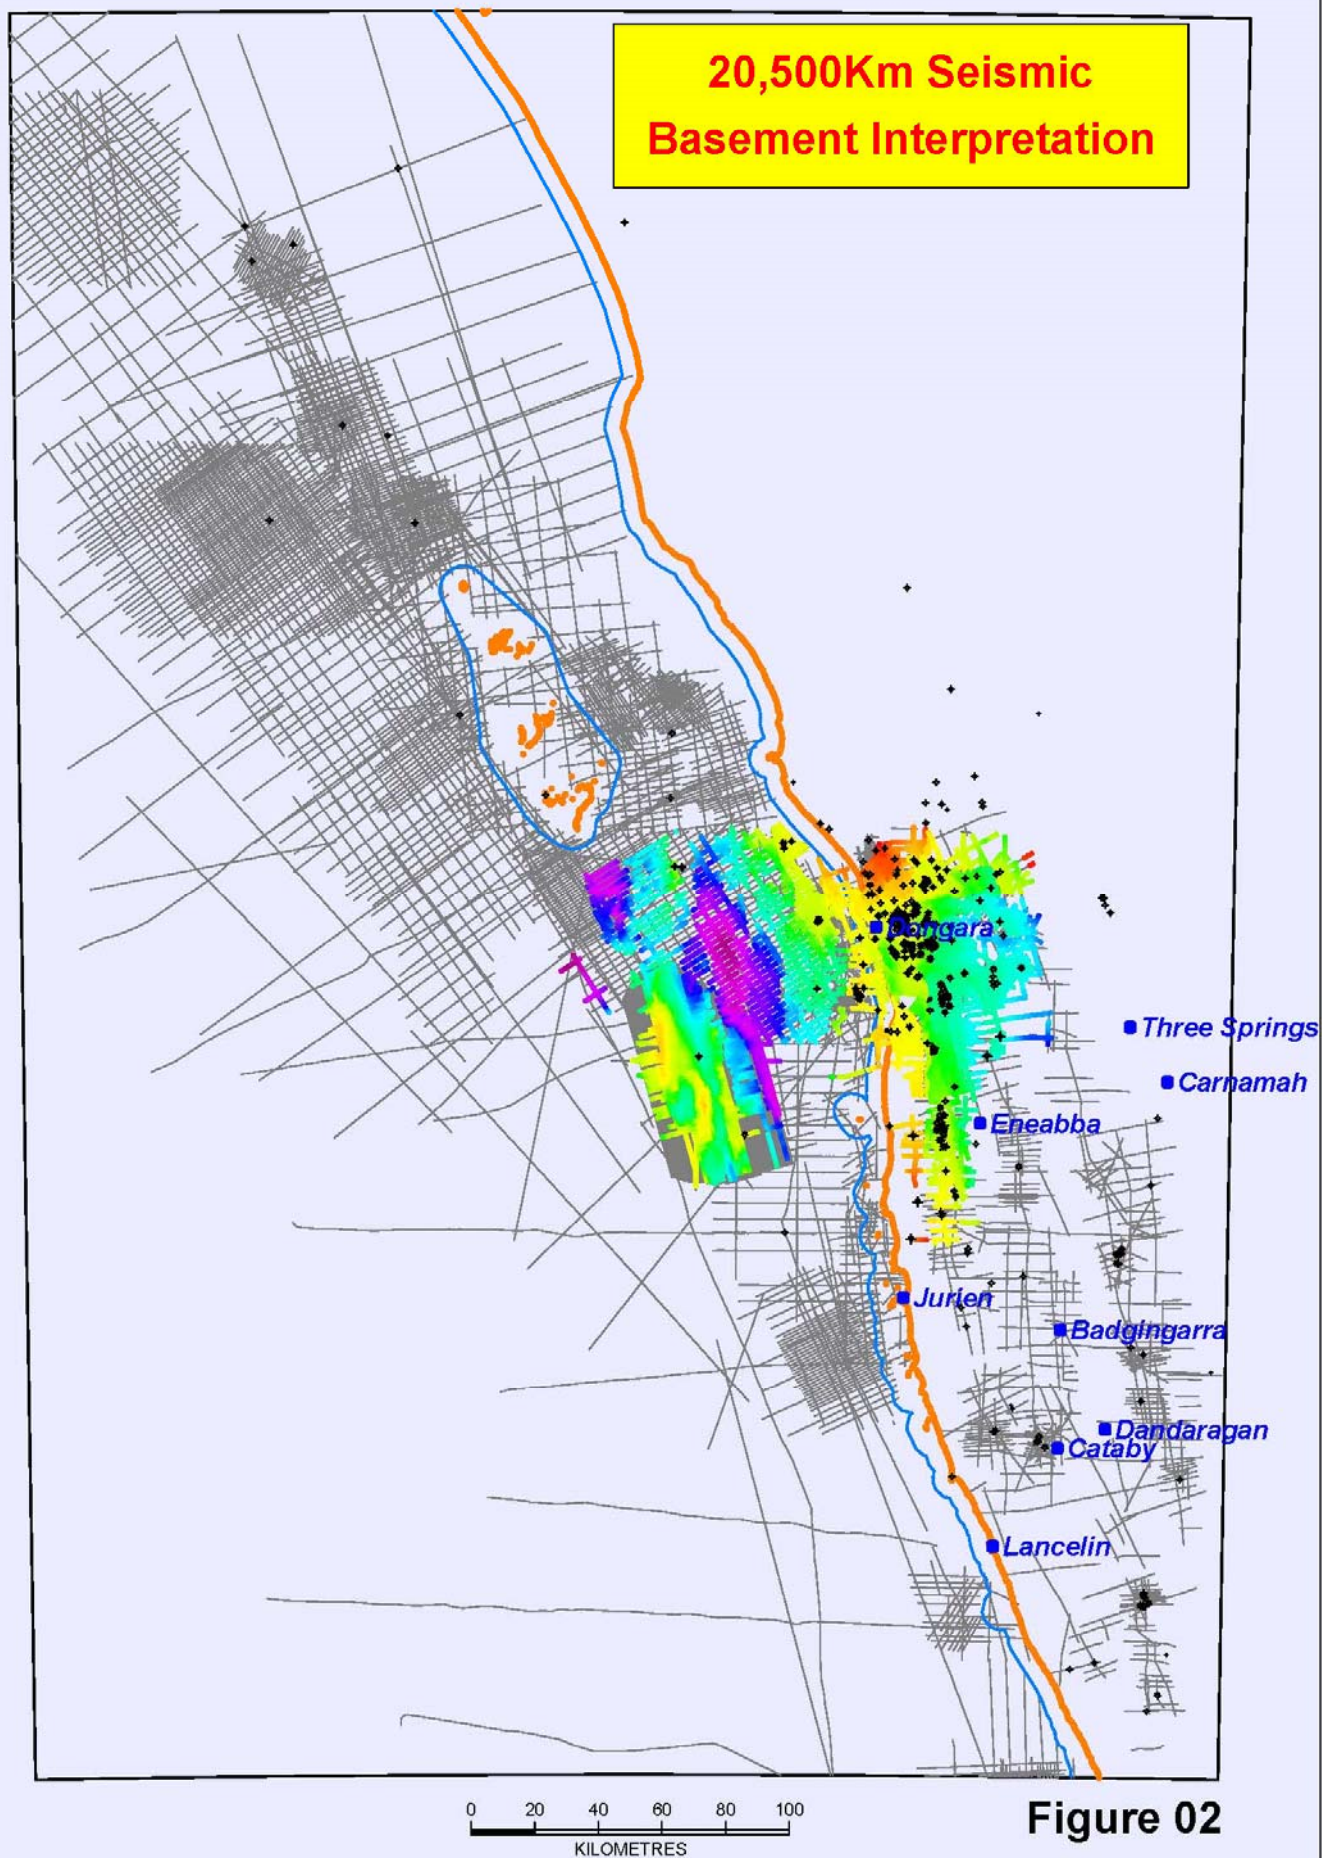 20,500Km Seismic
Basement Interpretation
Dongara
Three Springs
Carnamah
Eneabba
Jurien
Badgingarra
Dandaragan
Cataby
Lancelin
0 20 40 60 80 100
KILOMETRES
Figure 02